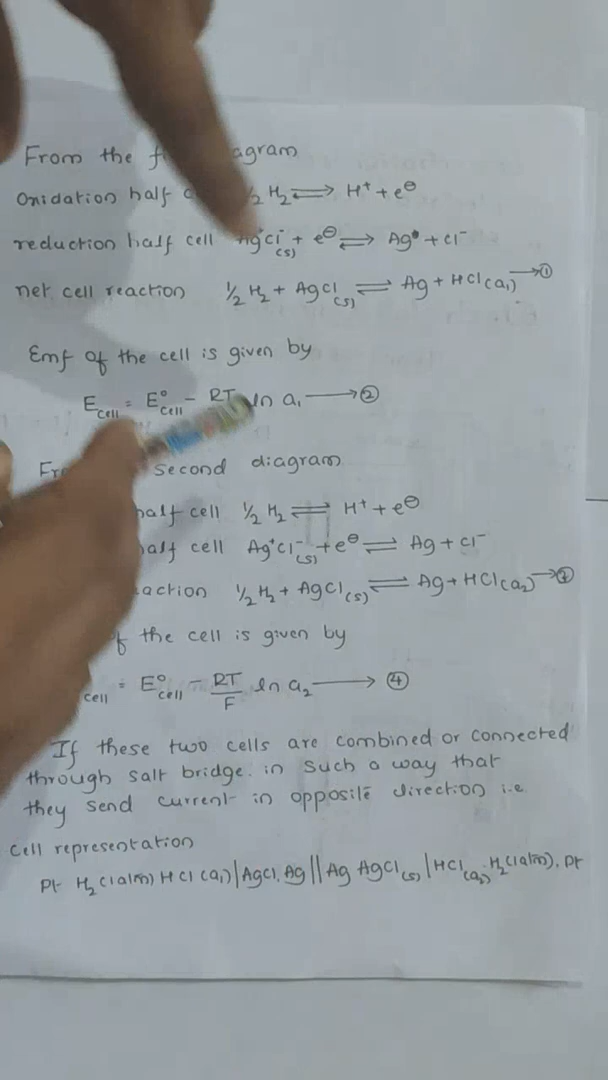 From the f agram
Oxidation half c ½ H₂ ⇌ H⁺ + e⊖
reduction half cell AgCl(s) + e⊖ ⇌ Ag + Cl⁻
net cell reaction ½ H₂ + AgCl(s) ⇌ Ag + HCl (a₁) → ①
Emf of the cell is given by
E cell = E° cell - RT ln a₁ → ②
second diagram
half cell ½ H₂ ⇌ H⁺ + e⊖
half cell Ag⁺Cl⁻(s) + e⊖ ⇌ Ag + Cl⁻
action ½ H₂ + AgCl(s) ⇌ Ag + HCl (a₂) →
the cell is given by
cell = E° cell - RT/F ln a₂ → ④
If these two cells are combined or connected
through salt bridge. in such a way that
they send current in opposite direction i.e
cell representation
Pt H₂ (1atm) HCl (a₁) | AgCl, Ag || Ag AgCl(s) | HCl(a₂) H₂ (1atm), Pt